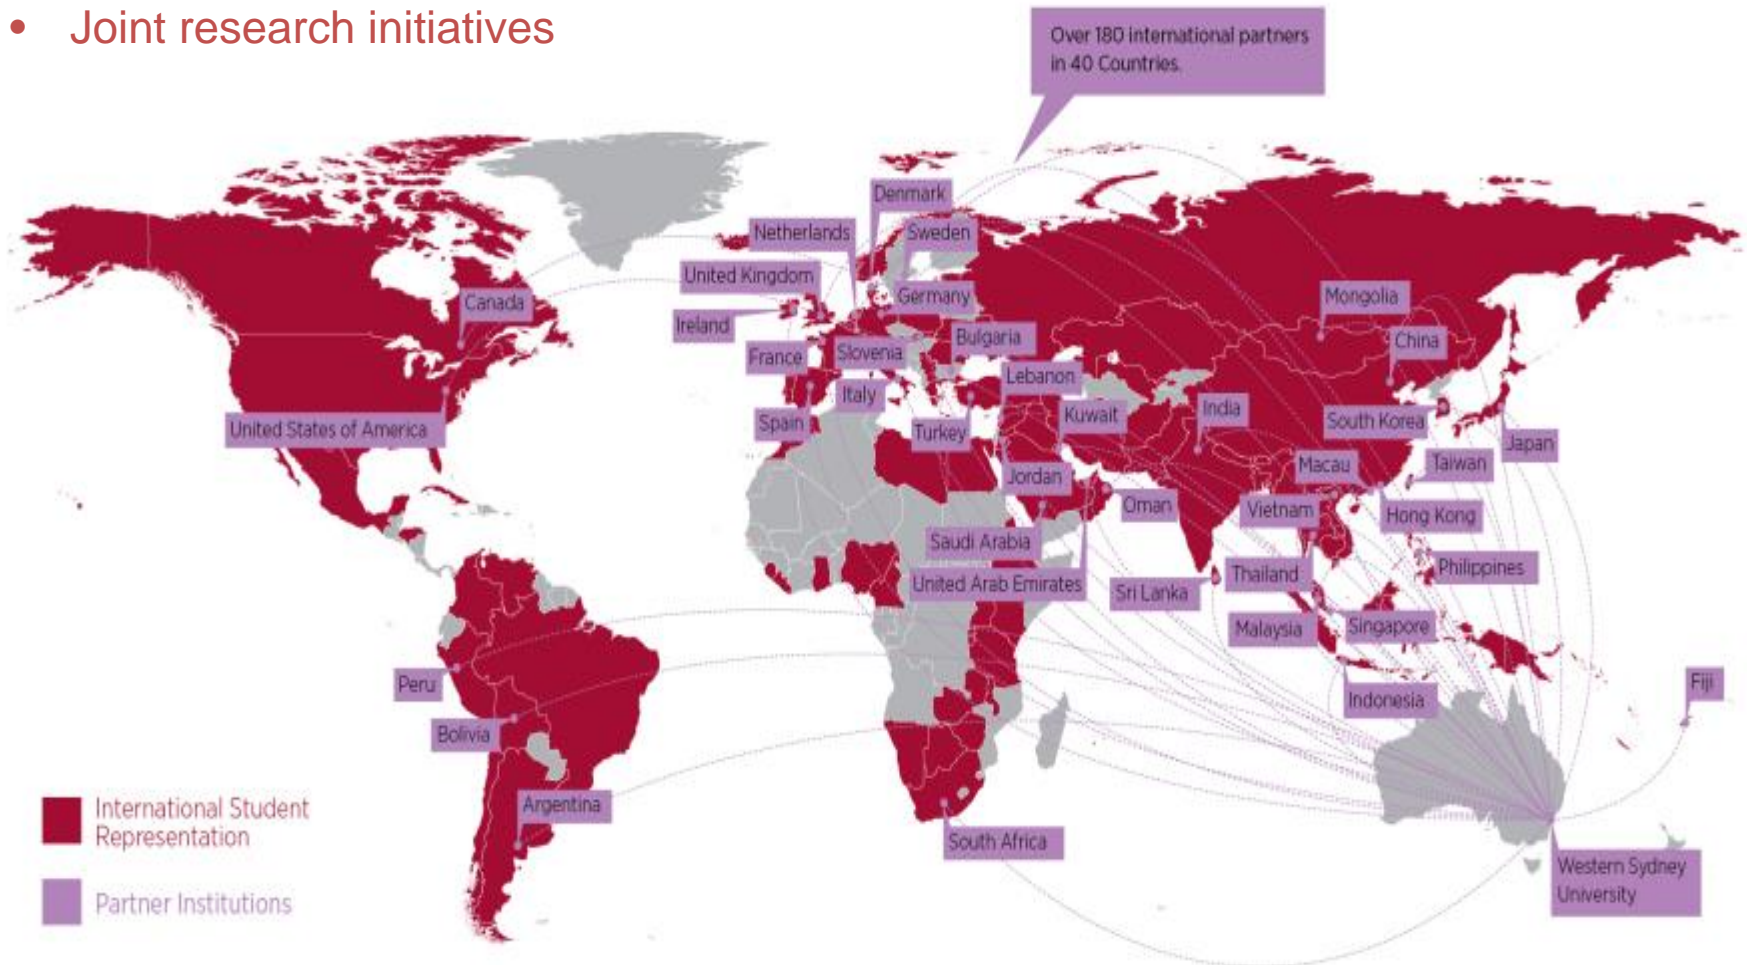 • Joint research initiatives
Over 180 international partners
in 40 Countries.
Denmark
Netherlands
Sweden
United Kingdom
Canada
Germany
Mongolia
Ireland
Bulgaria
China
France
Slovenia
Lebanon
Italy
Kuwait
India
United States of America
Spain
Turkey
South Korea
Japan
Jordan
Macau
Taiwan
Oman
Vietnam
Hong Kong
Saudi Arabia
Philippines
United Arab Emirates
Sri Lanka
Thailand
Malaysia
Singapore
Peru
Indonesia
Fiji
Bolivia
International Student
Representation
Argentina
South Africa
Western Sydney
University
Partner Institutions